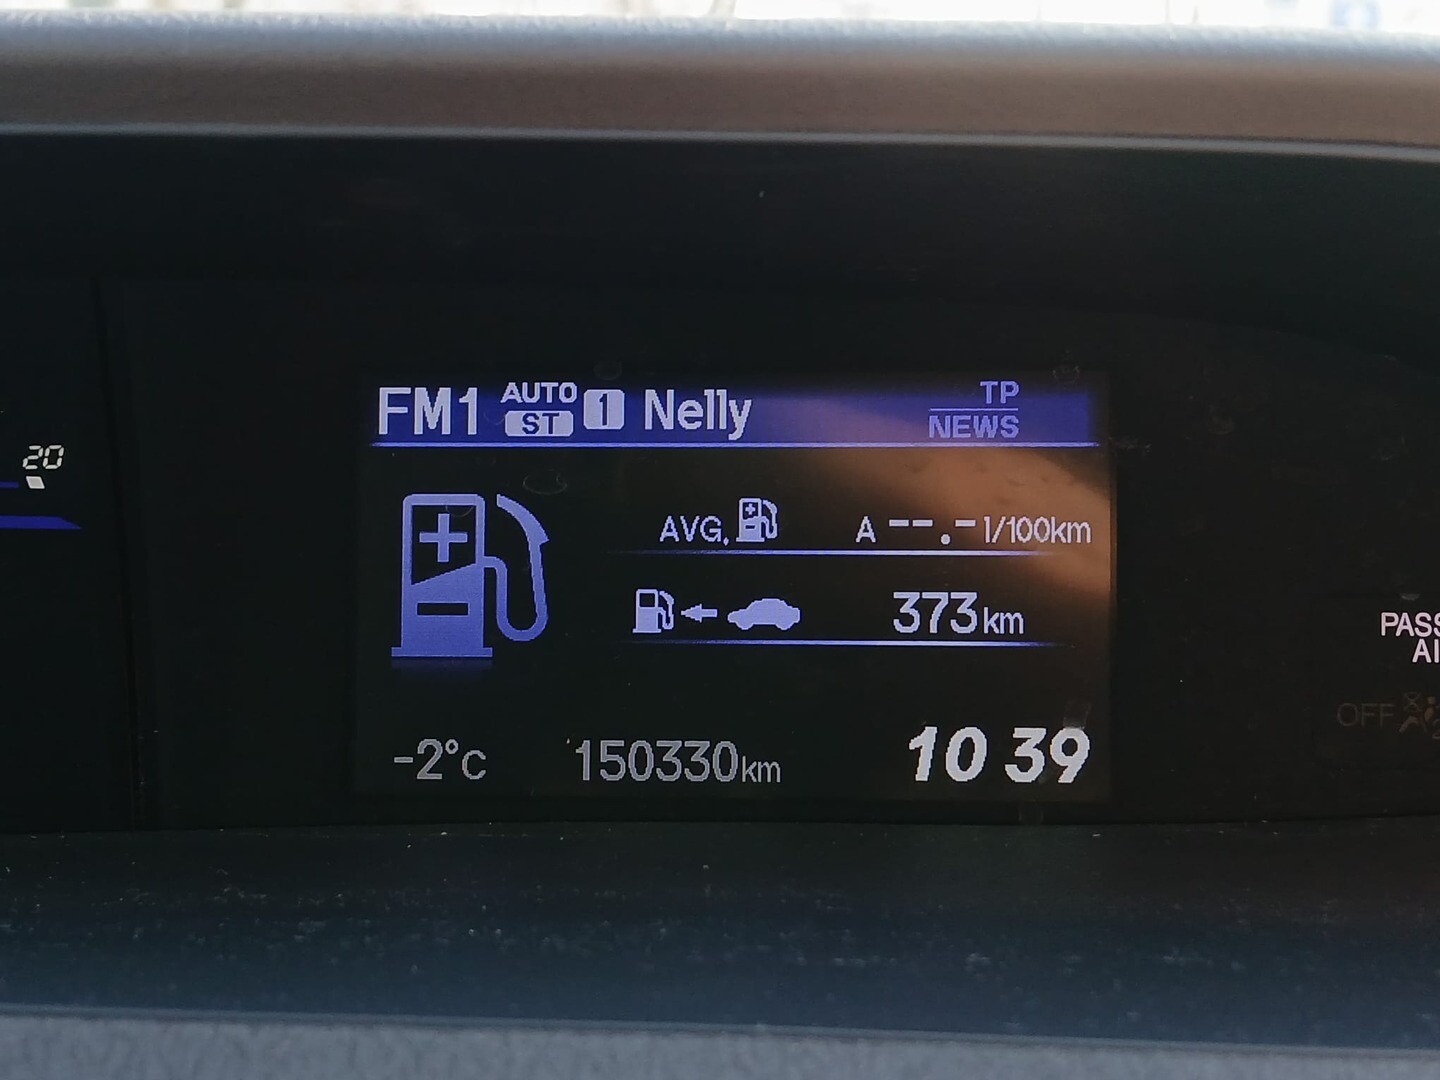 FM1 AUTO ST 1 Nelly TP NEWS
20
AVG. A --.- l/100km
373km
PASS
AI
OFF
-2°C 150330km 10 39